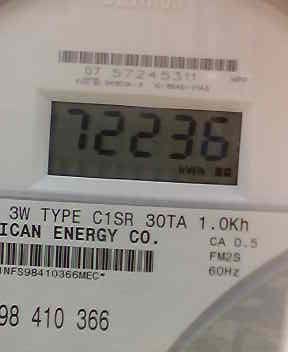 07 57245311
72236
kWh
3W TYPE C1SR 30TA 1.0Kh
ICAN ENERGY CO.
CA 0.5
FM2S
60Hz
INFS98410366MEC*
98 410 366